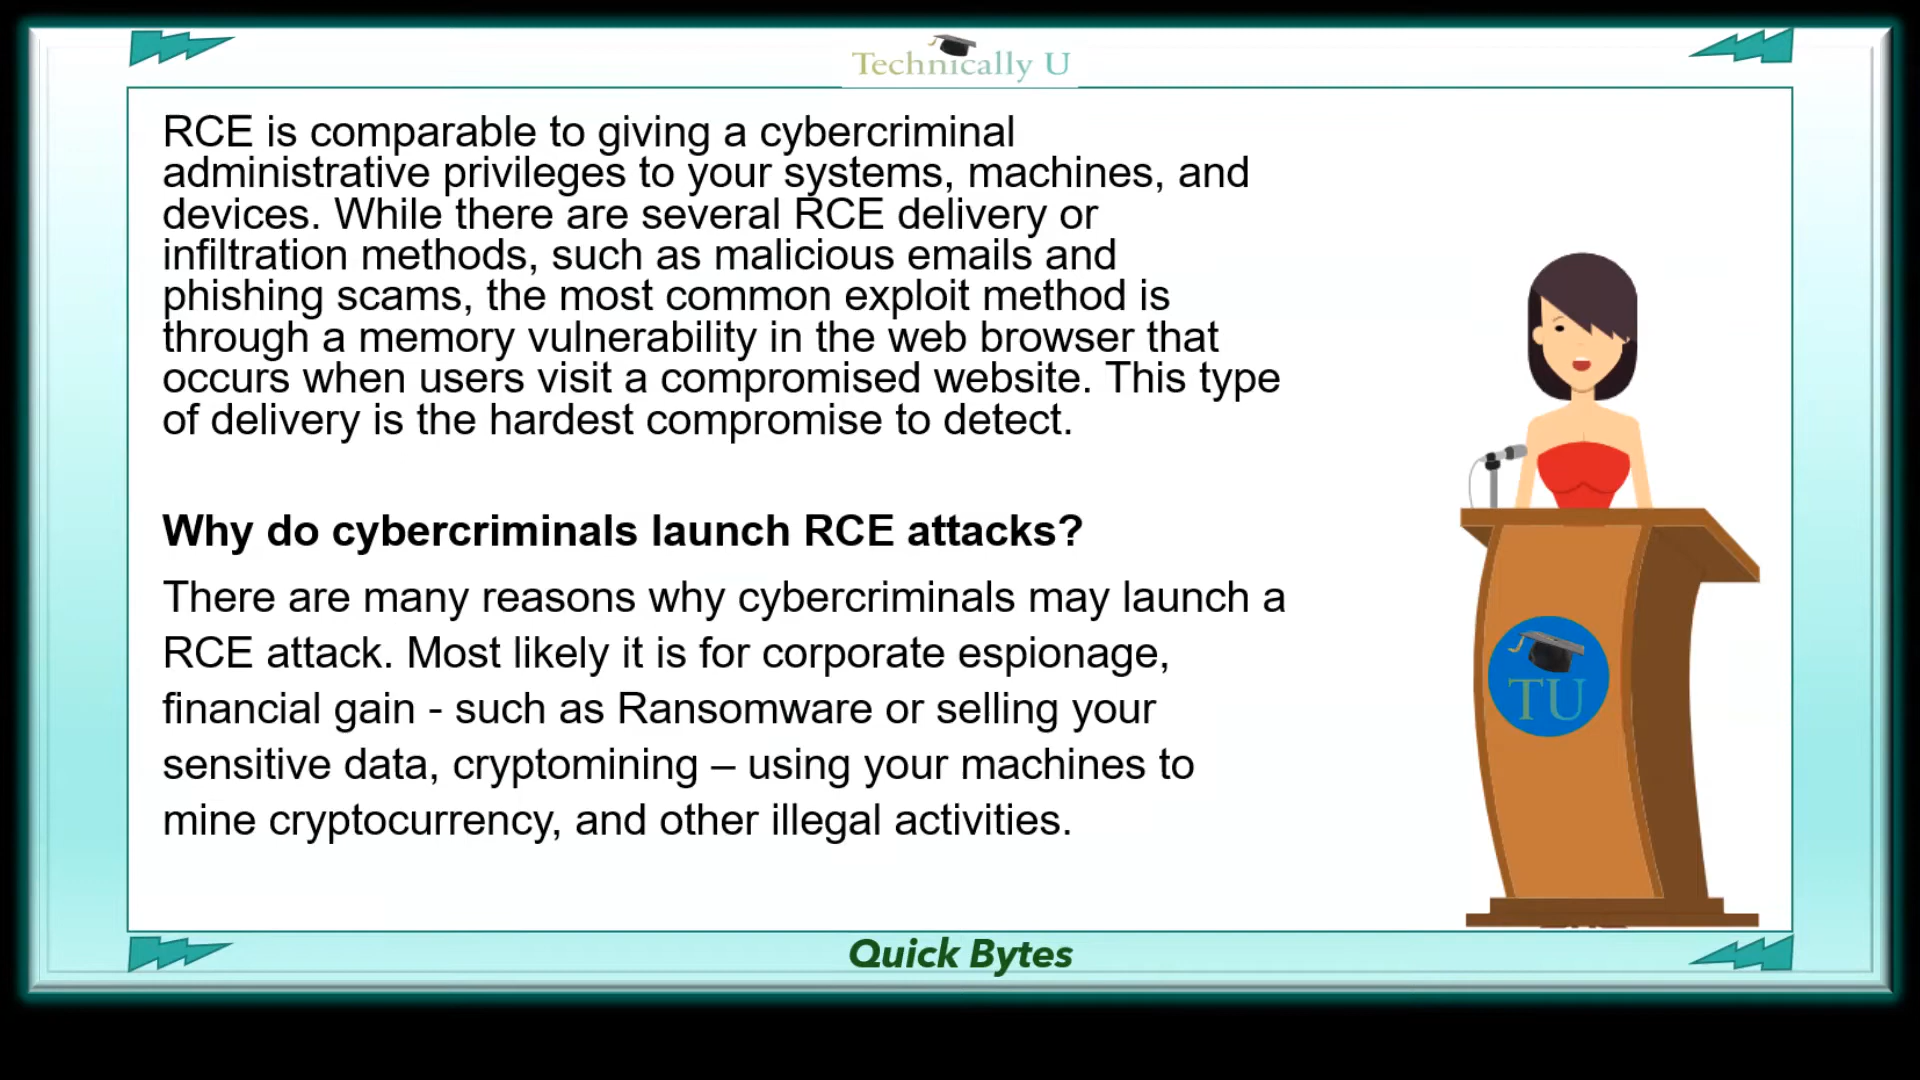 Technically U
RCE is comparable to giving a cybercriminal
administrative privileges to your systems, machines, and
devices. While there are several RCE delivery or
infiltration methods, such as malicious emails and
phishing scams, the most common exploit method is
through a memory vulnerability in the web browser that
occurs when users visit a compromised website. This type
of delivery is the hardest compromise to detect.
Why do cybercriminals launch RCE attacks?
There are many reasons why cybercriminals may launch a
RCE attack. Most likely it is for corporate espionage,
financial gain - such as Ransomware or selling your
sensitive data, cryptomining – using your machines to
mine cryptocurrency, and other illegal activities.
TU
Quick Bytes